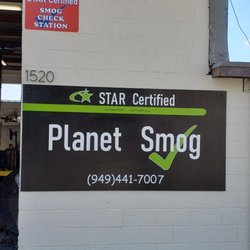 STAR Certified
SMOG
CHECK
STATION
1520
STAR Certified
Planet Smog
(949)441-7007